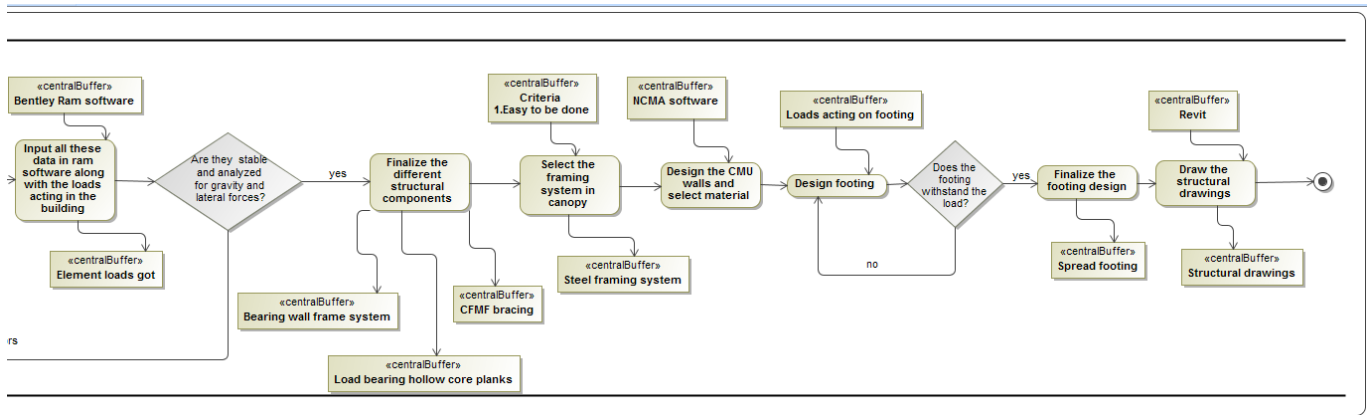 «centralBuffer»
Bentley Ram software
Input all these
data in ram
software along
with the loads
acting in the
building
«centralBuffer»
Element loads got
Are they stable
and analyzed
for gravity and
lateral forces?
yes
ers
Finalize the
different
structural
components
«centralBuffer»
Bearing wall frame system
«centralBuffer»
Load bearing hollow core planks
«centralBuffer»
CFMF bracing
«centralBuffer»
Criteria
1.Easy to be done
Select the
framing
system in
canopy
«centralBuffer»
Steel framing system
«centralBuffer»
NCMA software
Design the CMU
walls and
select material
«centralBuffer»
Loads acting on footing
Design footing
Does the
footing
withstand the
load?
no
yes
Finalize the
footing design
«centralBuffer»
Spread footing
«centralBuffer»
Revit
Draw the
structural
drawings
«centralBuffer»
Structural drawings